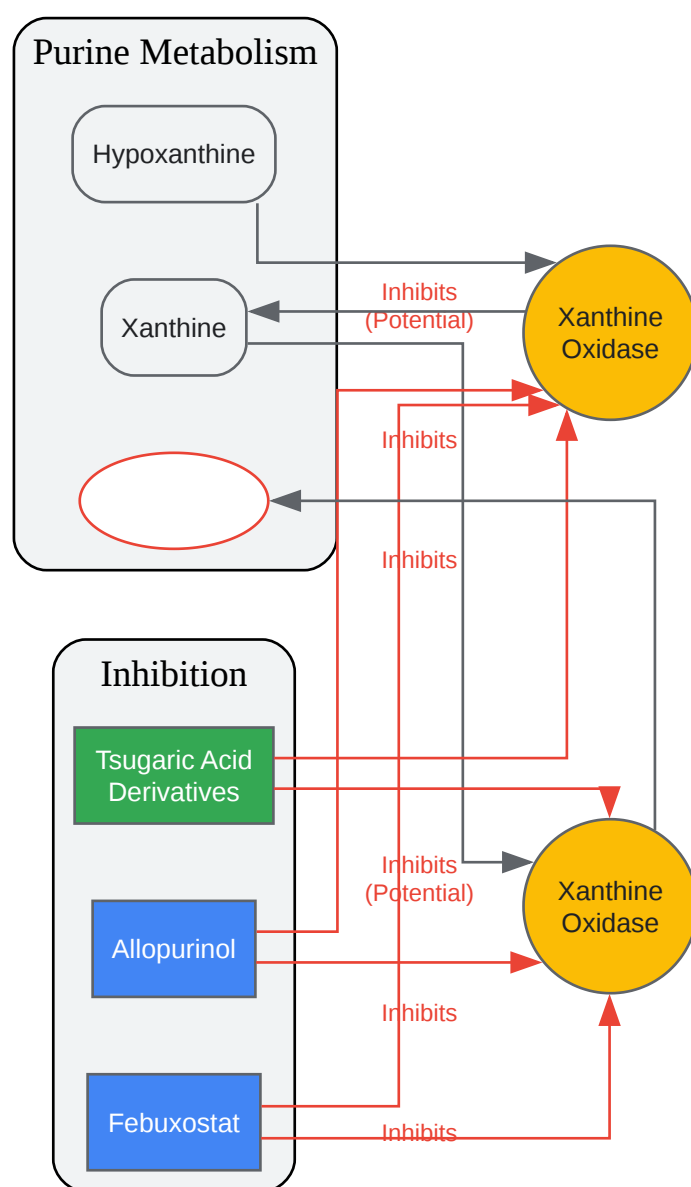 Purine Metabolism
Hypoxanthine
Xanthine
Inhibits
(Potential)
Xanthine
Oxidase
Inhibits
Inhibits
Inhibition
Tsugaric Acid
Derivatives
Inhibits
(Potential)
Xanthine
Oxidase
Allopurinol
Inhibits
Febuxostat
Inhibits